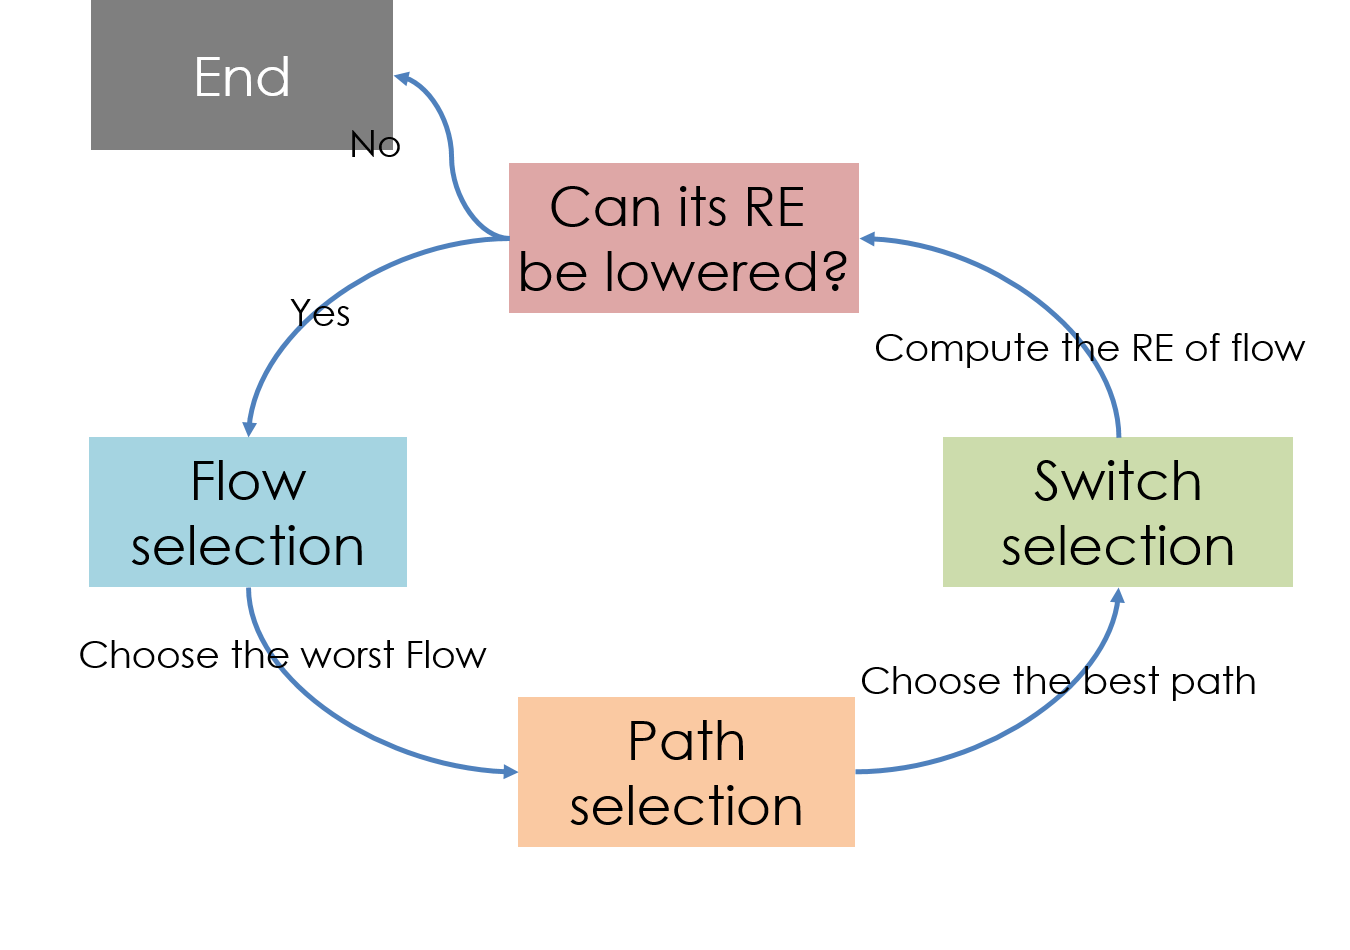 End
No
Can its RE
be lowered?
Yes
Compute the RE of flow
Flow
selection
Switch
selection
Choose the worst Flow
Choose the best path
Path
selection